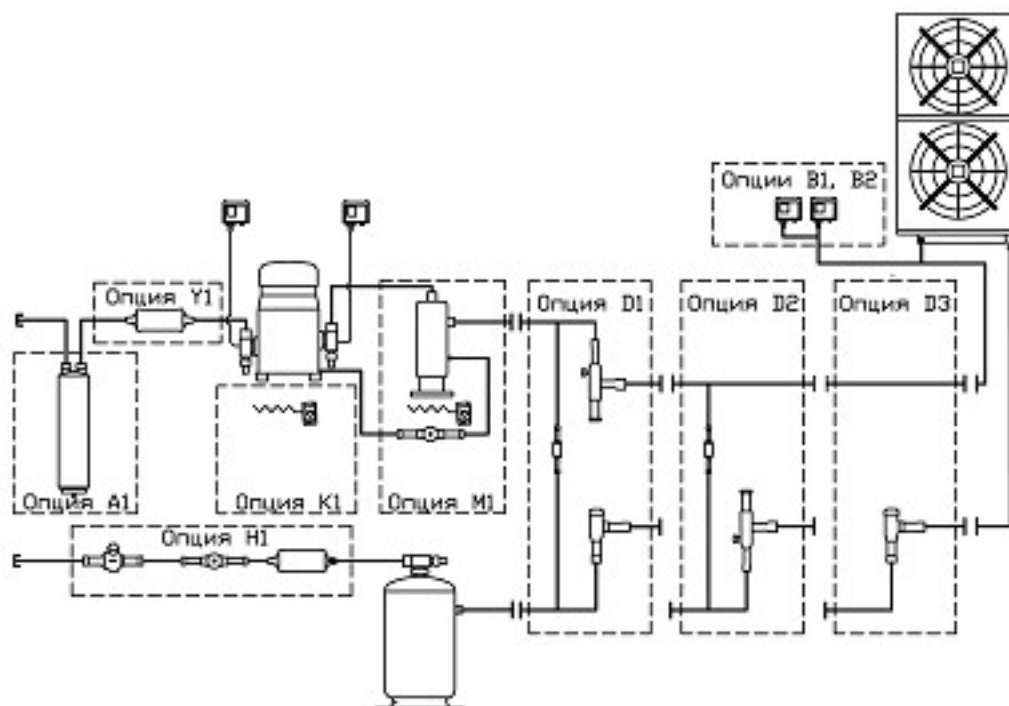 Опции B1, B2
Опция Y1
Опция D1
Опция D2
Опция D3
Опция A1
Опция K1
Опция M1
Опция H1